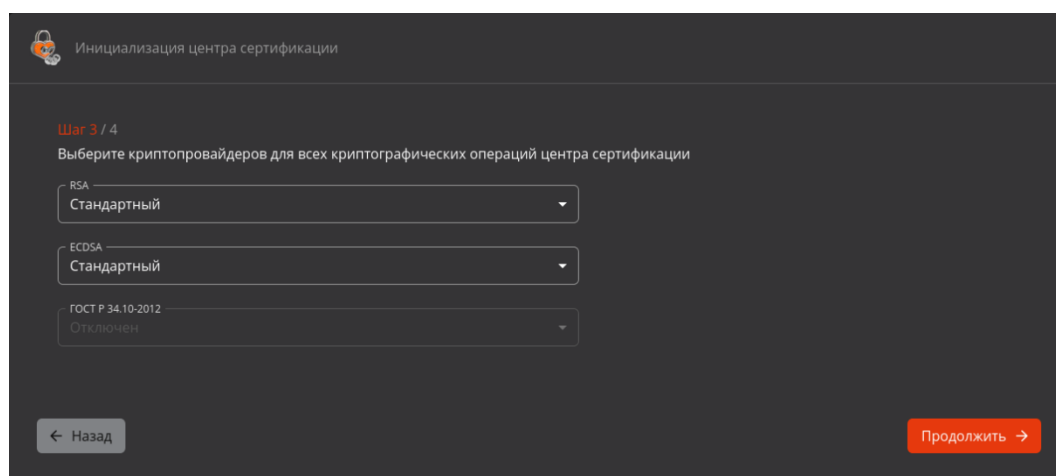 Инициализация центра сертификации
Шаг 3 / 4
Выберите криптопровайдеров для всех криптографических операций центра сертификации
RSA
Стандартный
ECDSA
Стандартный
ГОСТ Р 34.10-2012
Отключен
← Назад
Продолжить →